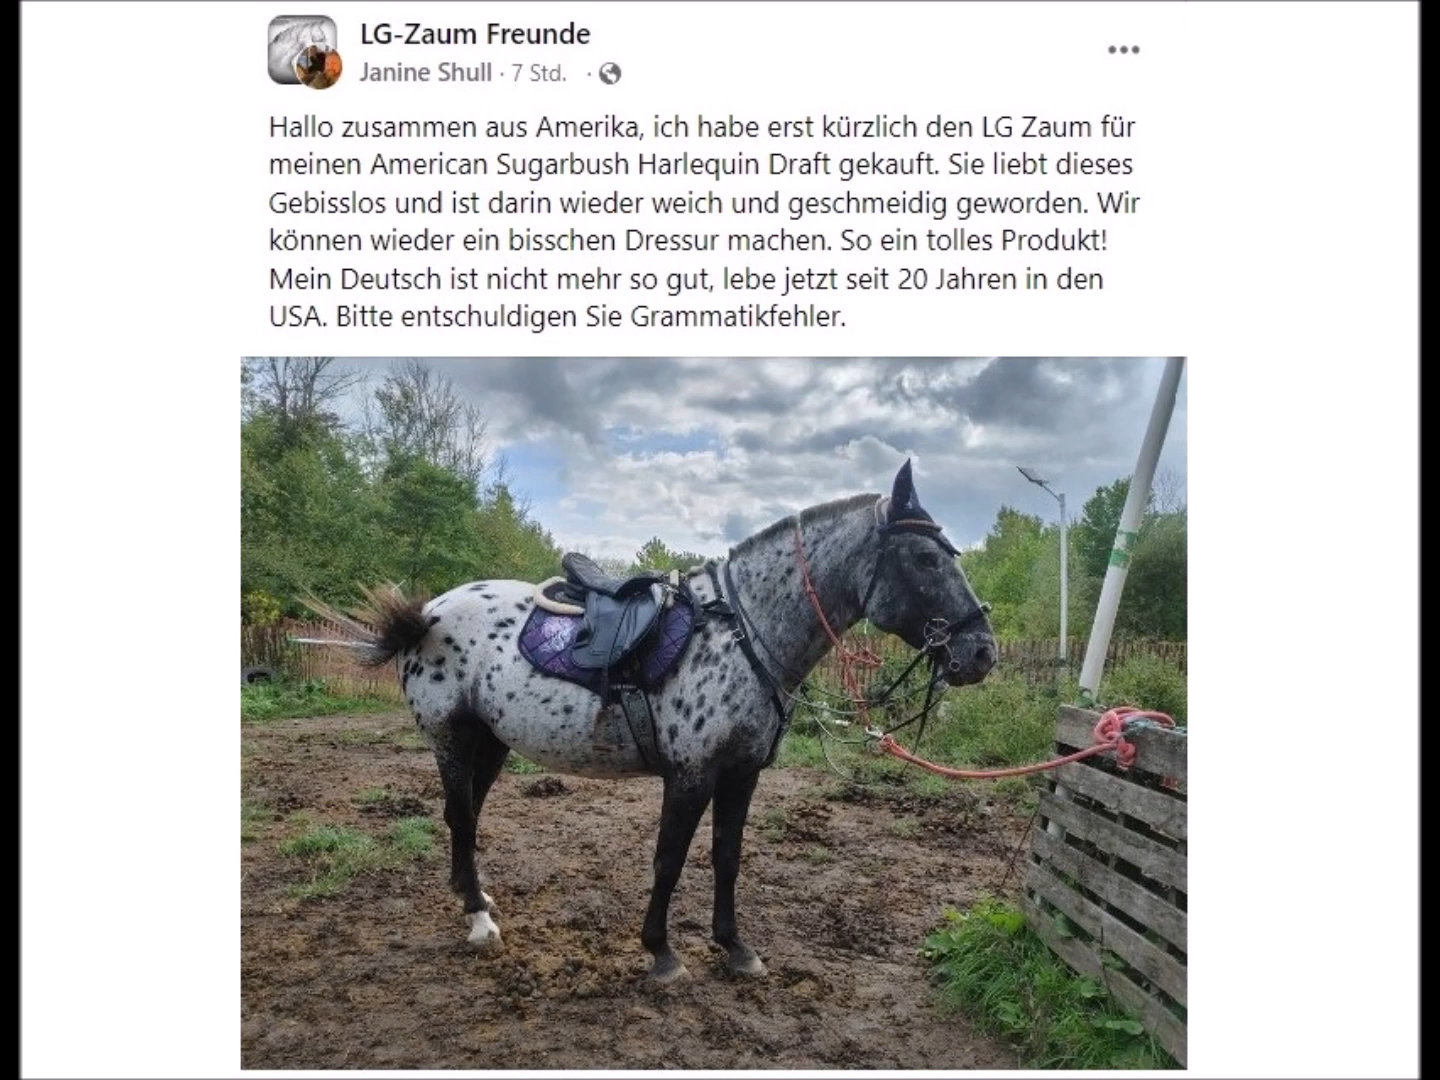 LG-Zaum Freunde
Janine Shull · 7 Std. ·
Hallo zusammen aus Amerika, ich habe erst kürzlich den LG Zaum für
meinen American Sugarbush Harlequin Draft gekauft. Sie liebt dieses
Gebisslos und ist darin wieder weich und geschmeidig geworden. Wir
können wieder ein bisschen Dressur machen. So ein tolles Produkt!
Mein Deutsch ist nicht mehr so gut, lebe jetzt seit 20 Jahren in den
USA. Bitte entschuldigen Sie Grammatikfehler.